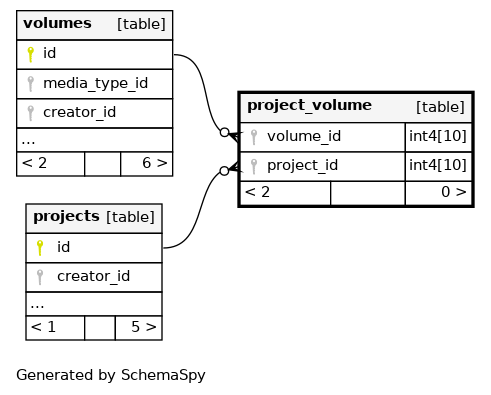 volumes [table]
id
media_type_id
creator_id
...
< 2 6 >
project_volume [table]
volume_id int4[10]
project_id int4[10]
< 2 0 >
projects [table]
id
creator_id
...
< 1 5 >
Generated by SchemaSpy